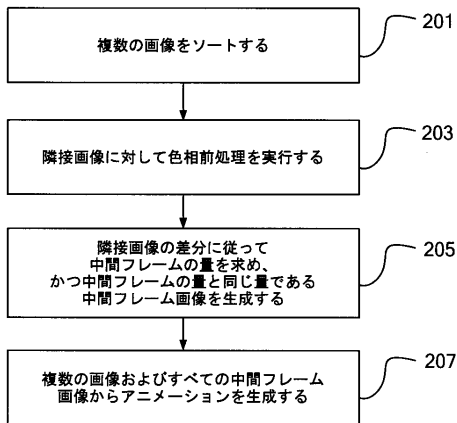 複数の画像をソートする
201
隣接画像に対して色相前処理を実行する
203
隣接画像の差分に従って
中間フレームの量を求め、
かつ中間フレームの量と同じ量である
中間フレーム画像を生成する
205
複数の画像およびすべての中間フレーム
画像からアニメーションを生成する
207